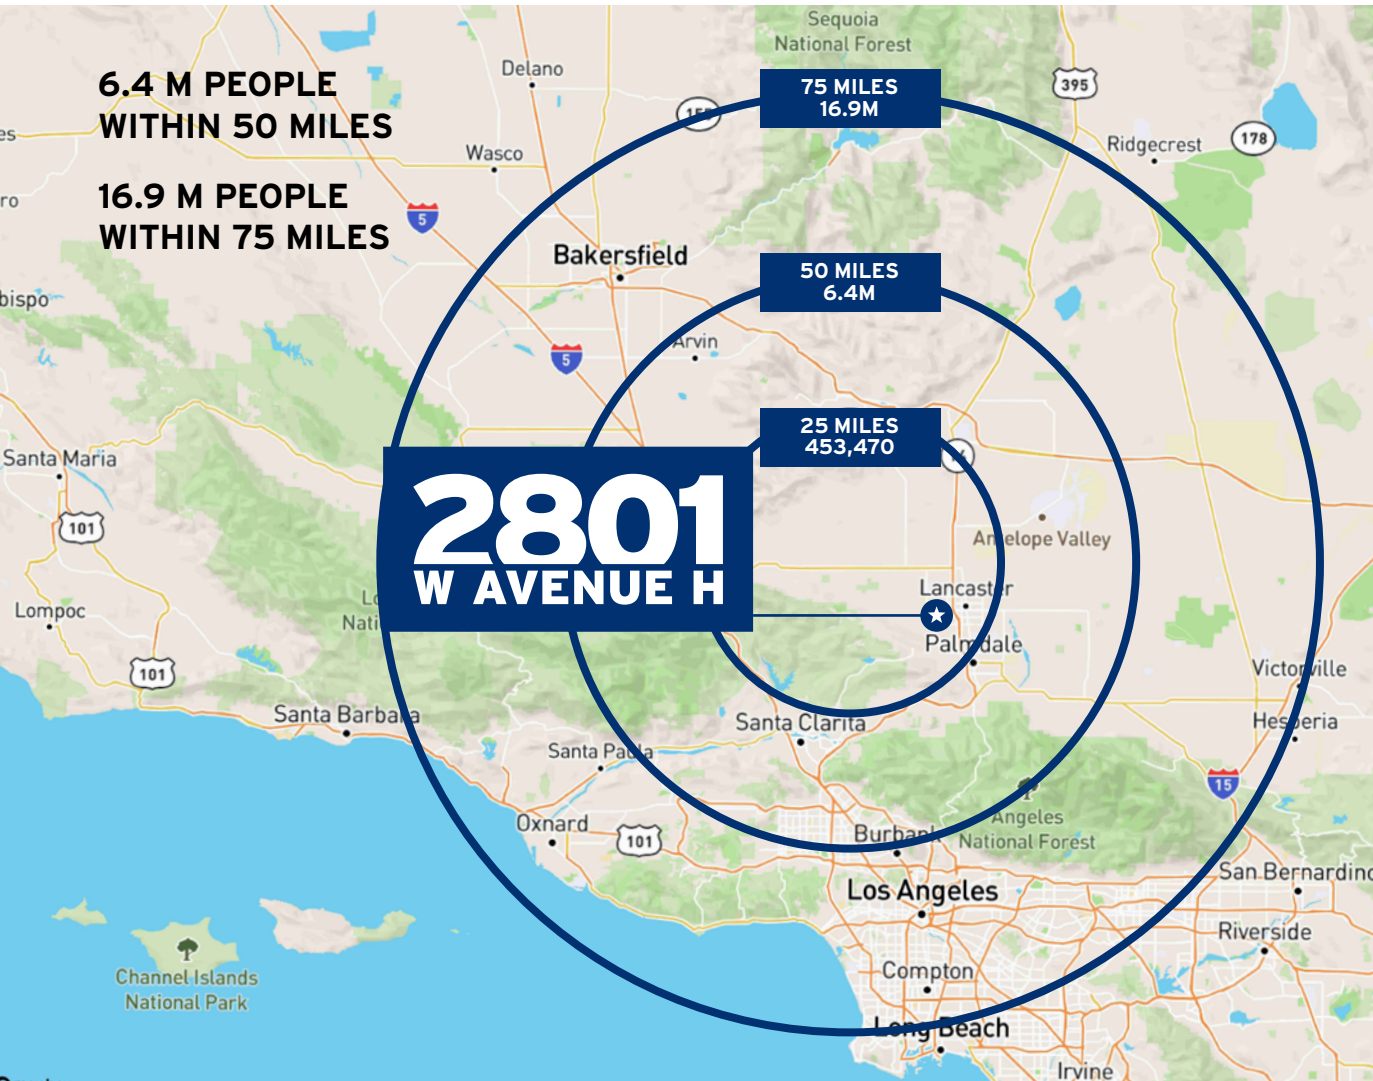 Sequoia
National Forest
6.4 M PEOPLE
WITHIN 50 MILES
16.9 M PEOPLE
WITHIN 75 MILES
Delano
75 MILES
16.9M
395
Ridgecrest
178
Wasco
5
Bakersfield
50 MILES
6.4M
Arvin
5
25 MILES
453,470
Santa Maria
101
2801
W AVENUE H
Antelope Valley
Lancaster
Palmdale
Lompoc
101
Santa Barbara
Santa Clarita
Santa Paula
Victorville
Hesperia
15
Oxnard
101
Burbank
Angeles
National Forest
San Bernardino
Los Angeles
Riverside
Channel Islands
National Park
Compton
Long Beach
Irvine